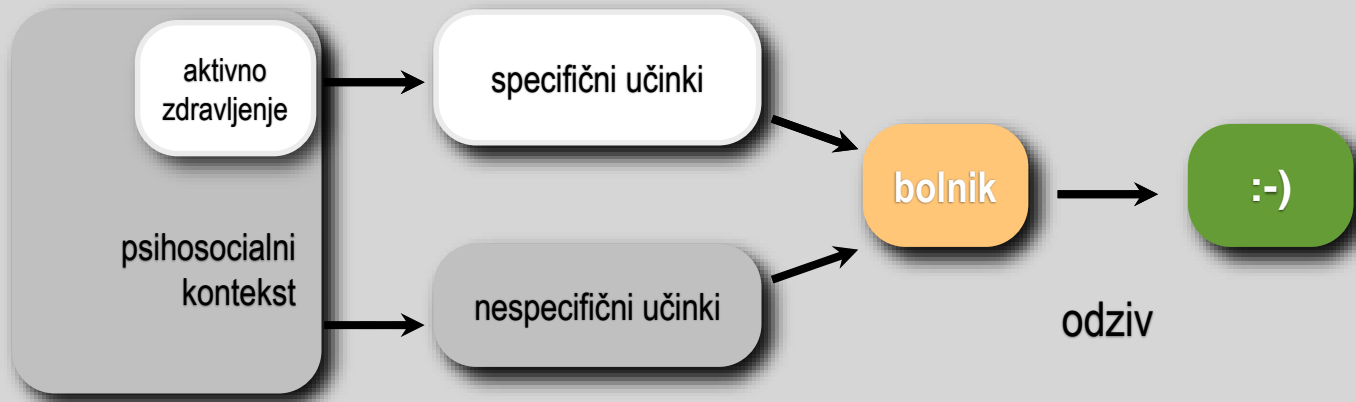 aktivno
zdravljenje
psihosocialni
kontekst
specifični učinki
nespecifični učinki
bolnik
:-)
odziv